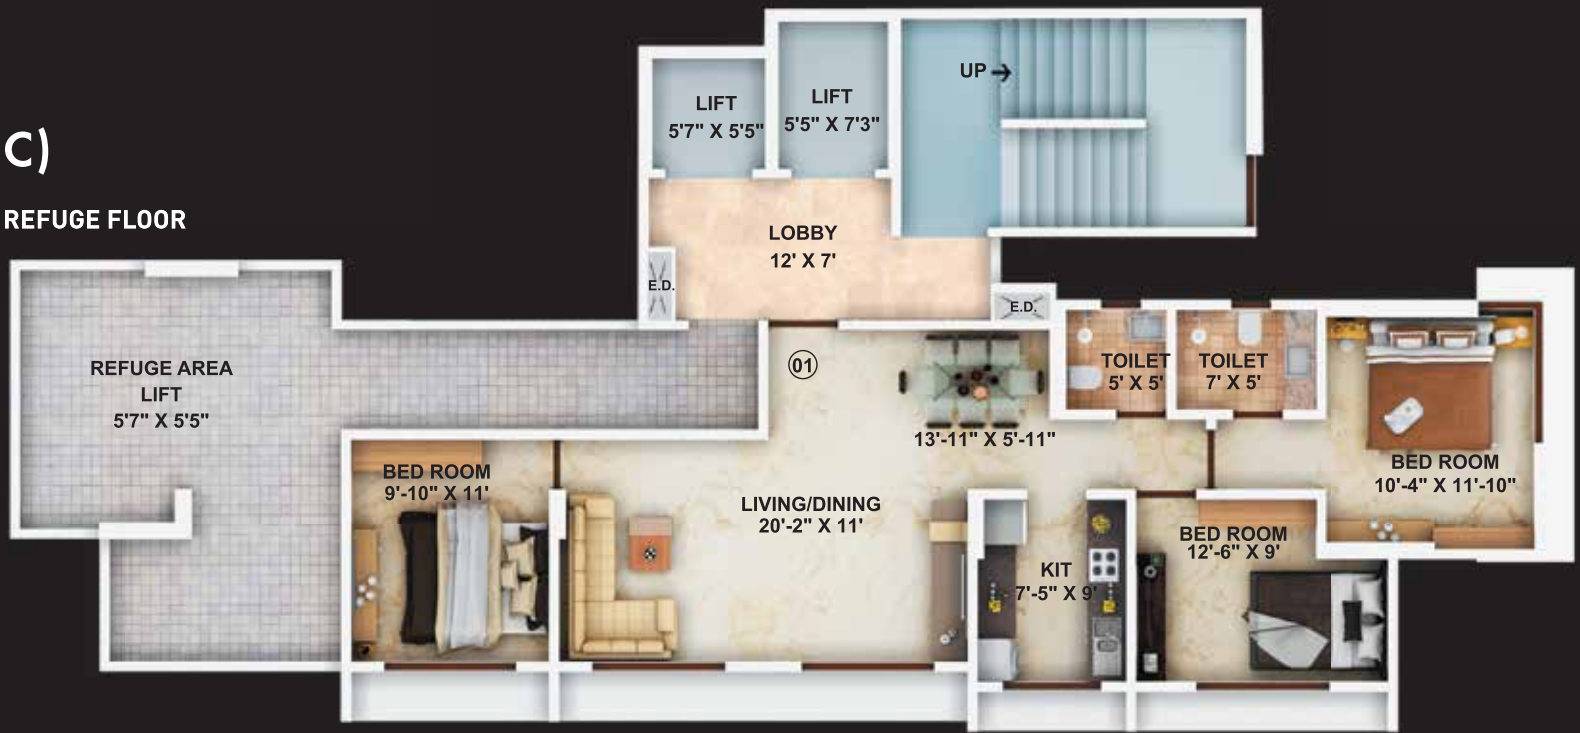 C)
REFUGE FLOOR
LIFT
5'7" X 5'5"
LIFT
5'5" X 7'3"
UP
LOBBY
12' X 7'
E.D.
E.D.
REFUGE AREA
LIFT
5'7" X 5'5"
01
TOILET
5' X 5'
TOILET
7' X 5'
13'-11" X 5'-11"
BED ROOM
9'-10" X 11'
LIVING/DINING
20'-2" X 11'
BED ROOM
10'-4" X 11'-10"
BED ROOM
12'-6" X 9'
KIT
7'-5" X 9'